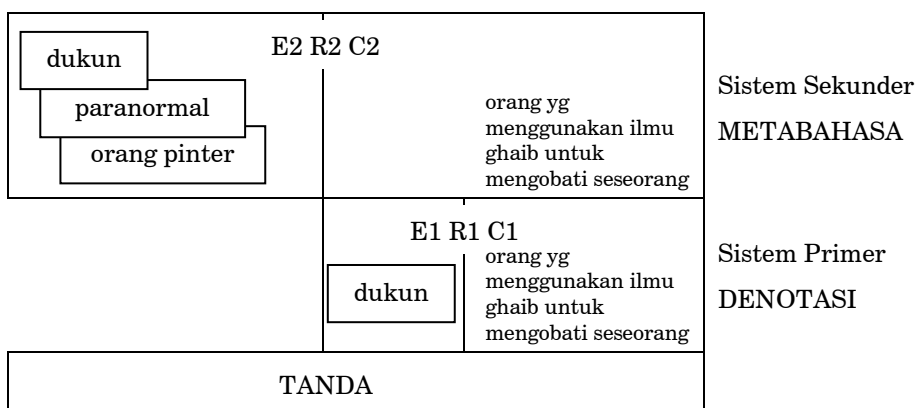 E2 R2 C2
dukun
paranormal
orang pinter
orang yg
menggunakan ilmu
ghaib untuk
mengobati seseorang
Sistem Sekunder
METABAHASA
E1 R1 C1
dukun
orang yg
menggunakan ilmu
ghaib untuk
mengobati seseorang
Sistem Primer
DENOTASI
TANDA